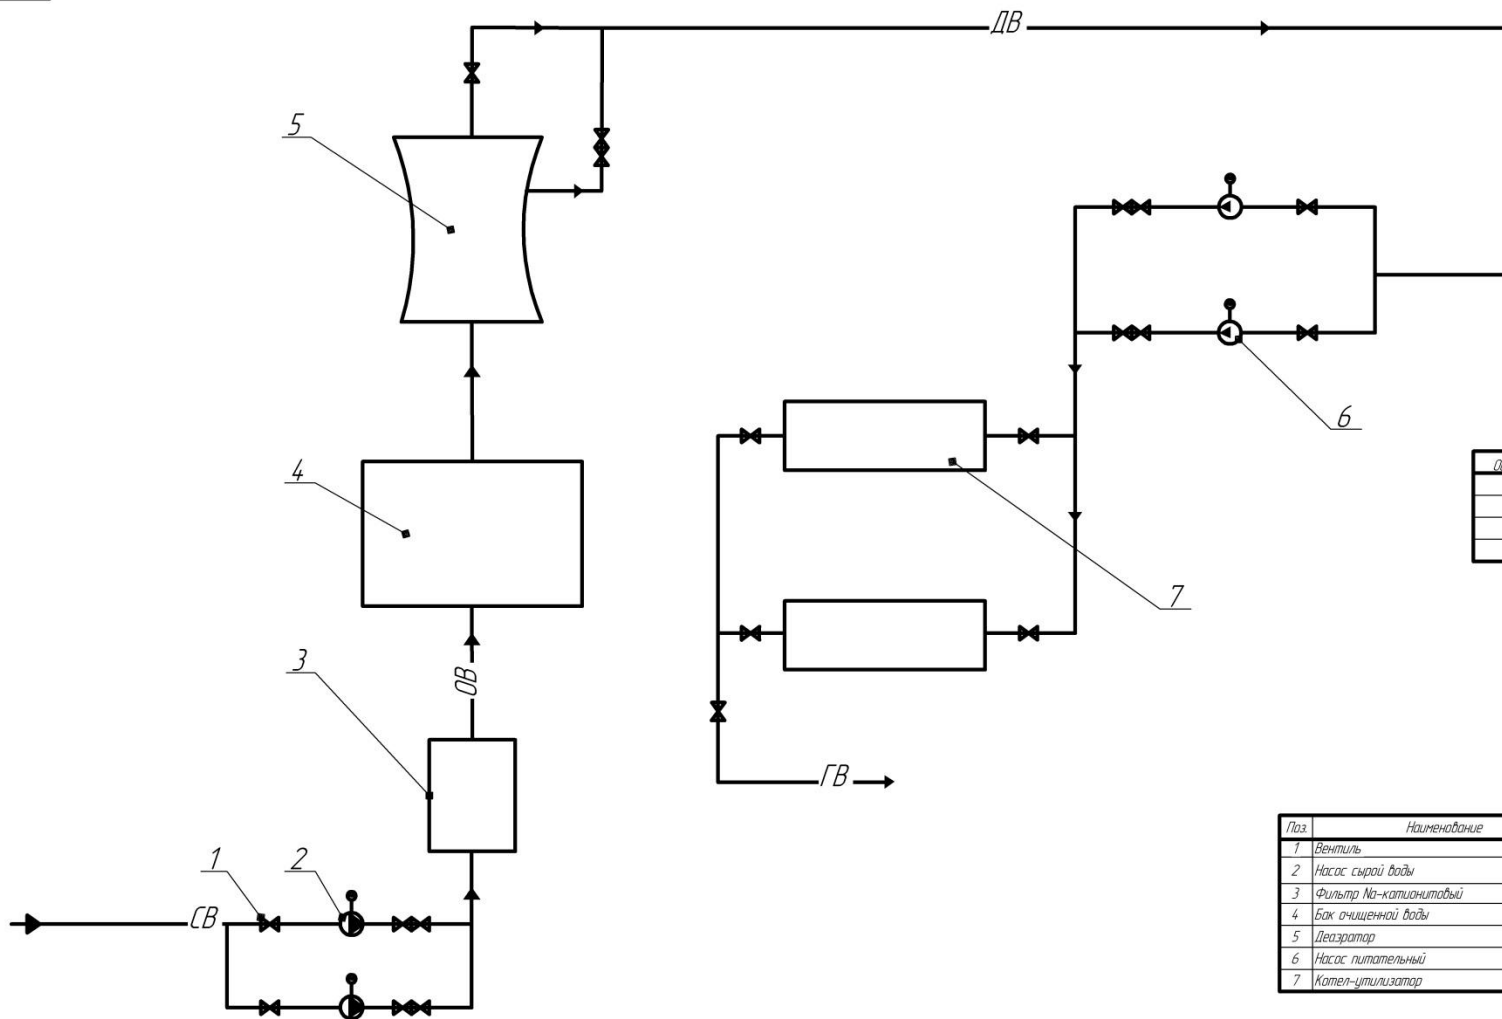 ДВ
5
6
4
7
3
ОВ
ГВ
1
2
СВ
Поз. Наименование
1 Вентиль
2 Насос сырой воды
3 Фильтр Na-катионитовый
4 Бак очищенной воды
5 Деаэратор
6 Насос питательный
7 Котел-утилизатор